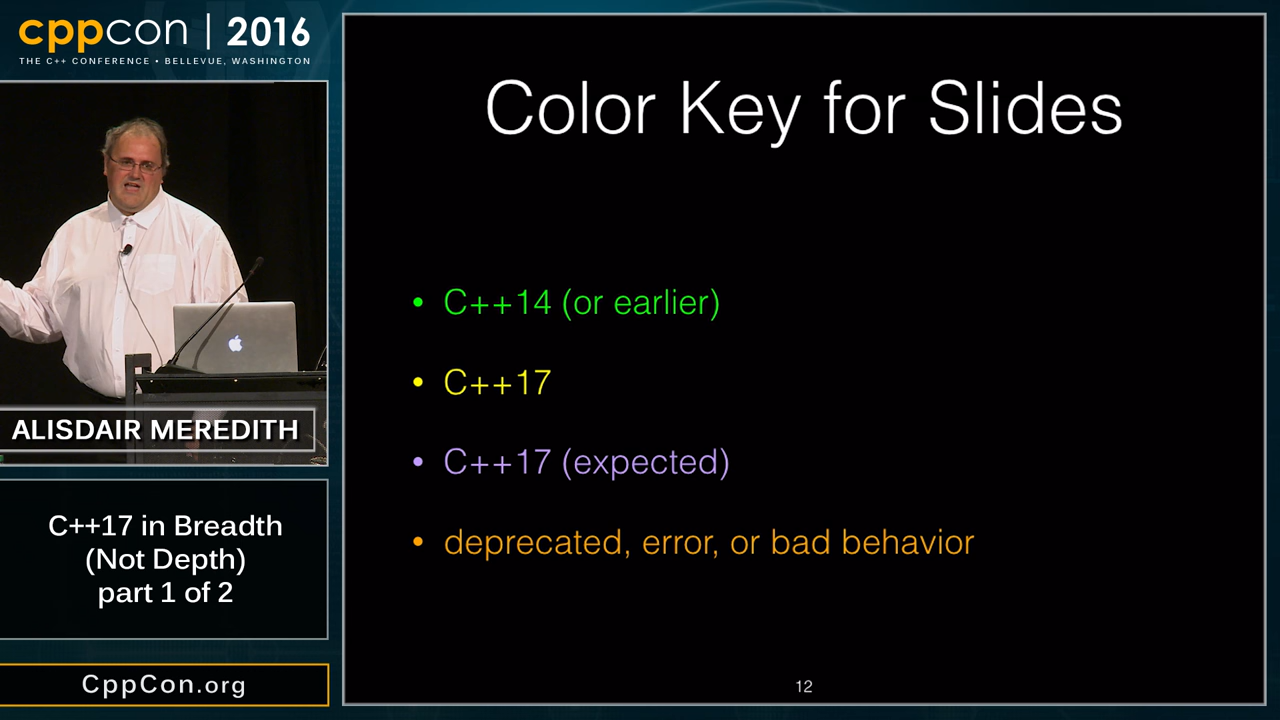 cppcon | 2016
THE C++ CONFERENCE • BELLEVUE, WASHINGTON
ALISDAIR MEREDITH
C++17 in Breadth
(Not Depth)
part 1 of 2
CppCon.org
Color Key for Slides
• C++14 (or earlier)
• C++17
• C++17 (expected)
• deprecated, error, or bad behavior
12